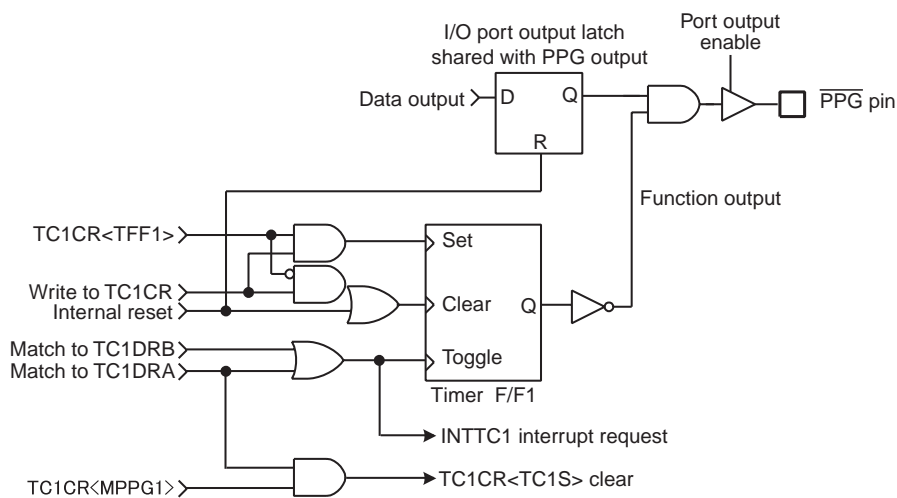 I/O port output latch
shared with PPG output
Port output
enable
Data output
D
Q
R
PPG pin
Function output
TC1CR<TFF1>
Write to TC1CR
Internal reset
Match to TC1DRB
Match to TC1DRA
Set
Clear
Q
Toggle
Timer F/F1
INTTC1 interrupt request
TC1CR<TC1S> clear
TC1CR<MPPG1>